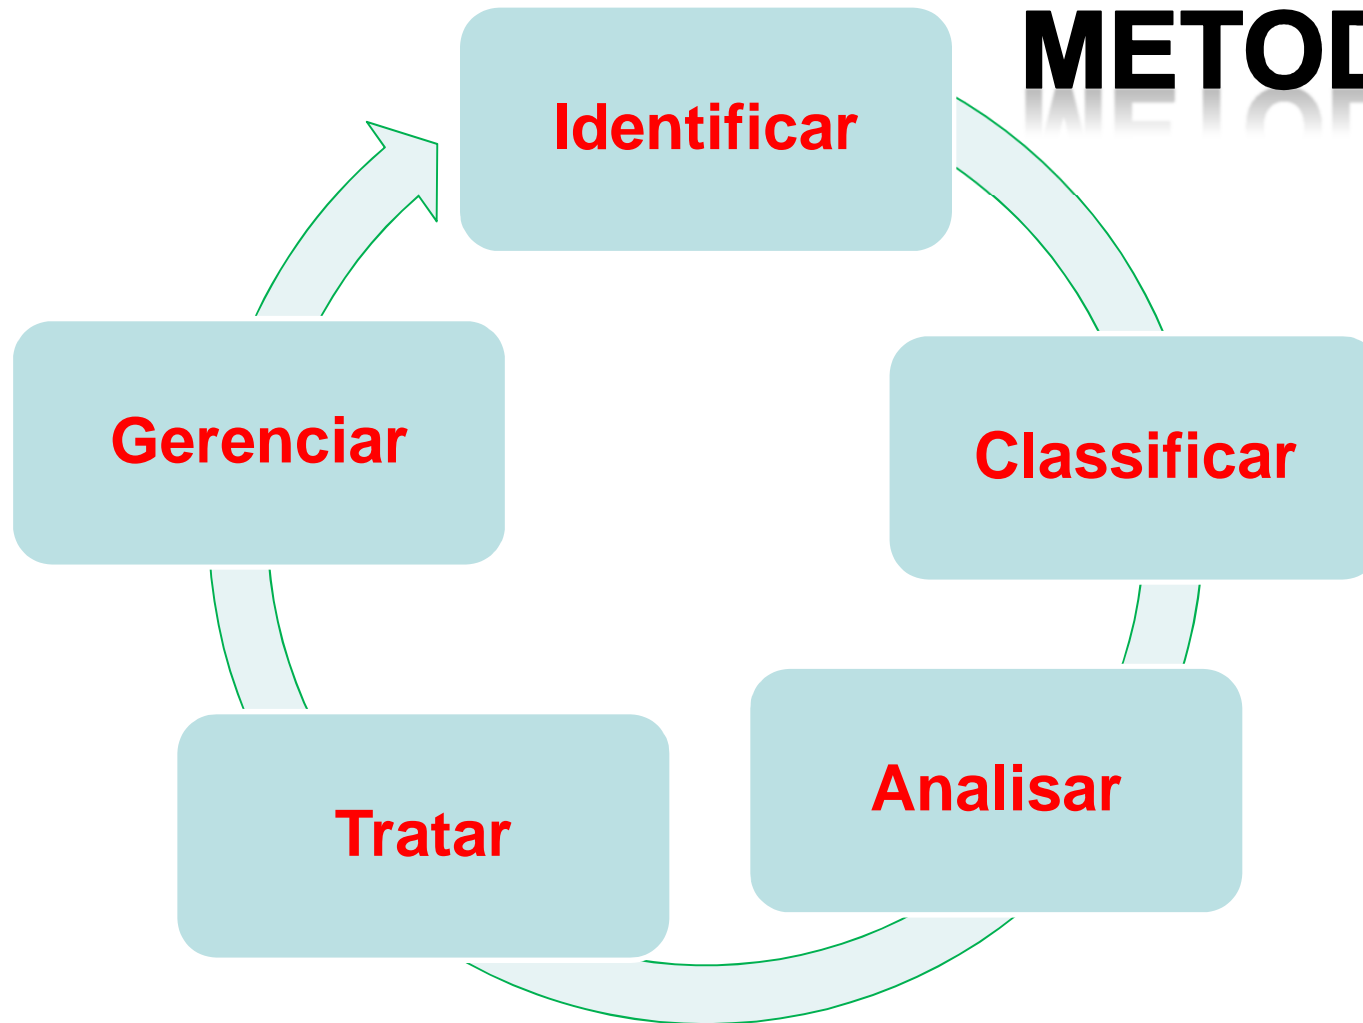 METOD
Identificar
Classificar
Analisar
Tratar
Gerenciar